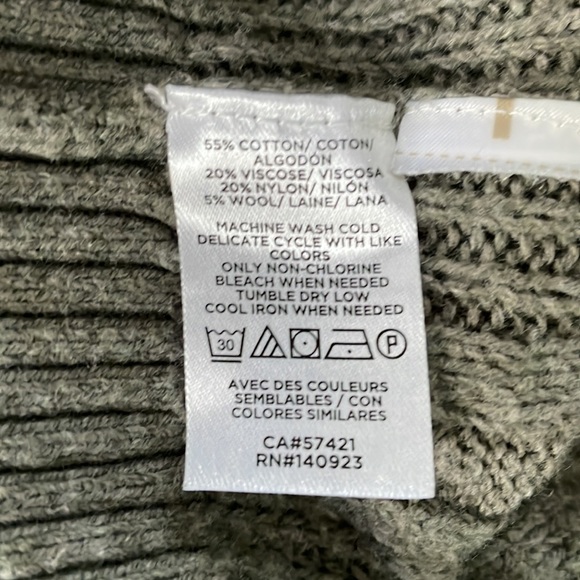 55% COTTON/ COTON/
ALGODÓN
20% VISCOSE/ VISCOSA
20% NYLON/ NILÓN
5% WOOL/ LAINE/ LANA
MACHINE WASH COLD
DELICATE CYCLE WITH LIKE
COLORS
ONLY NON-CHLORINE
BLEACH WHEN NEEDED
TUMBLE DRY LOW
COOL IRON WHEN NEEDED
30 P
AVEC DES COULEURS
SEMBLABLES / CON
COLORES SIMILARES
CA#57421
RN#140923